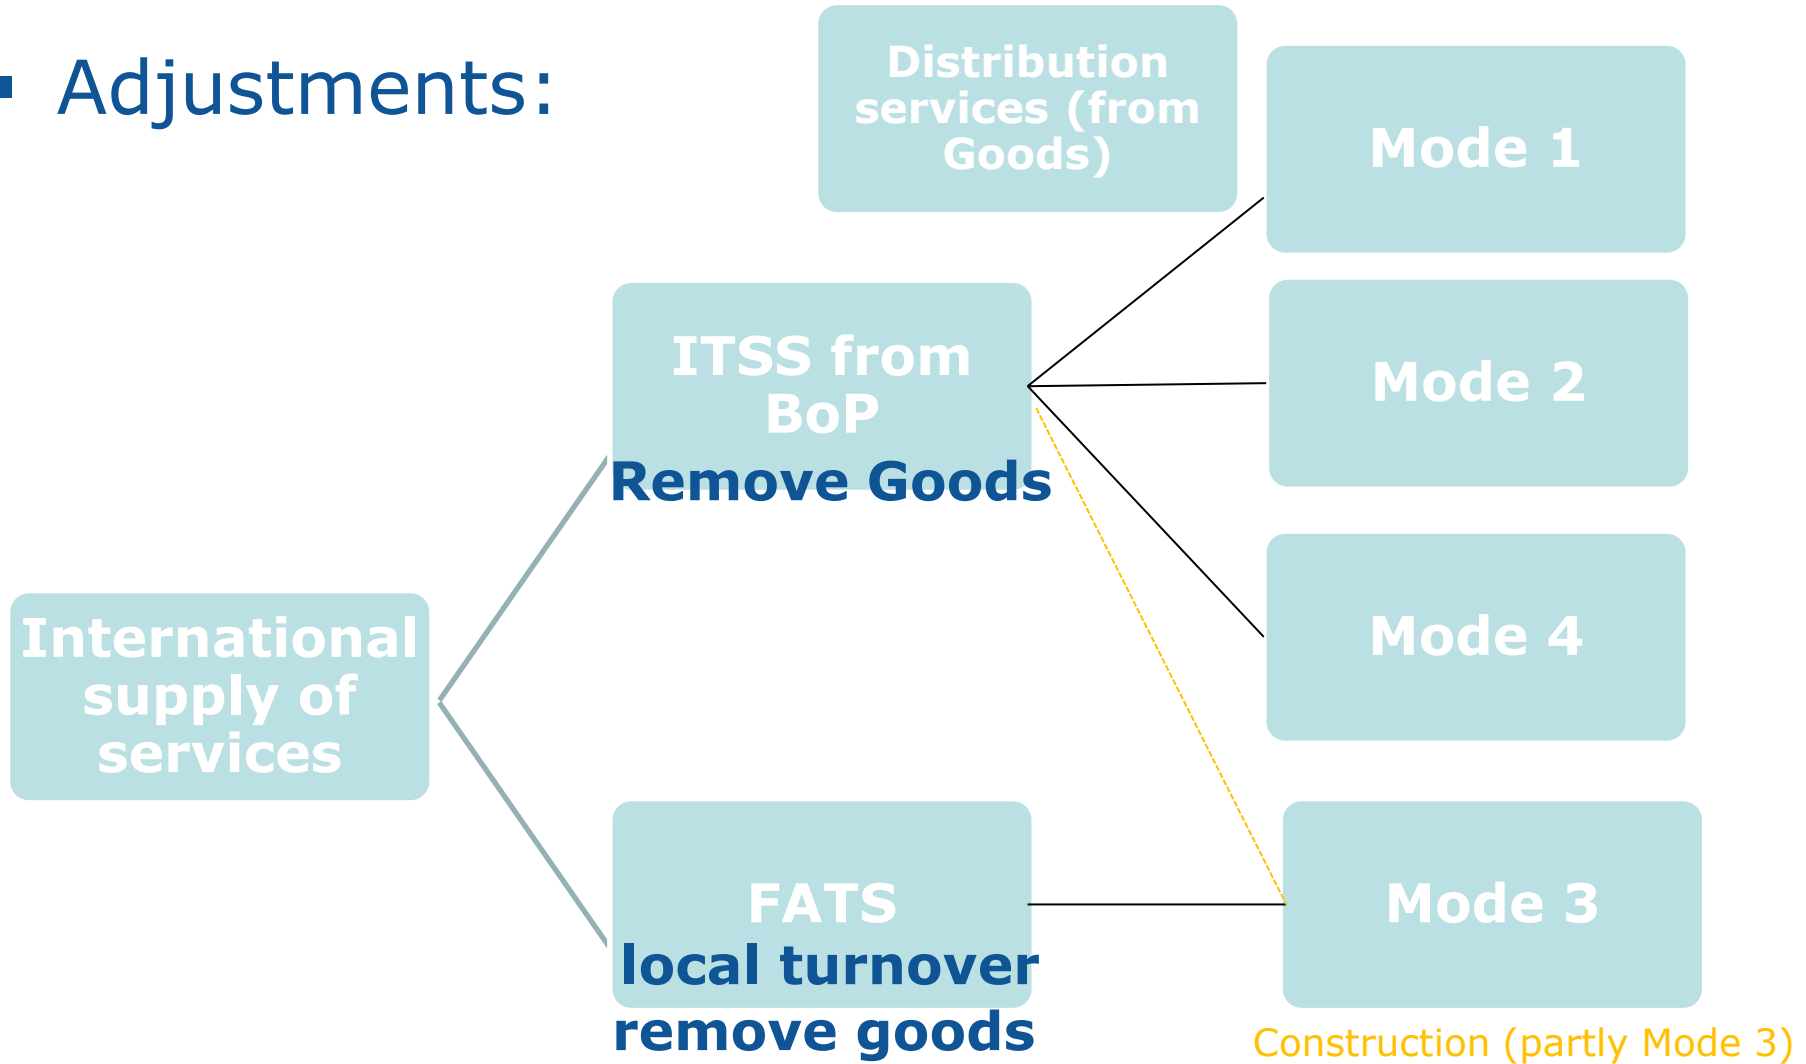 Adjustments:
Distribution
services (from
Goods)
Mode 1
ITSS from
BoP
Remove Goods
Mode 2
International
supply of
services
Mode 4
FATS
local turnover
remove goods
Mode 3
Construction (partly Mode 3)